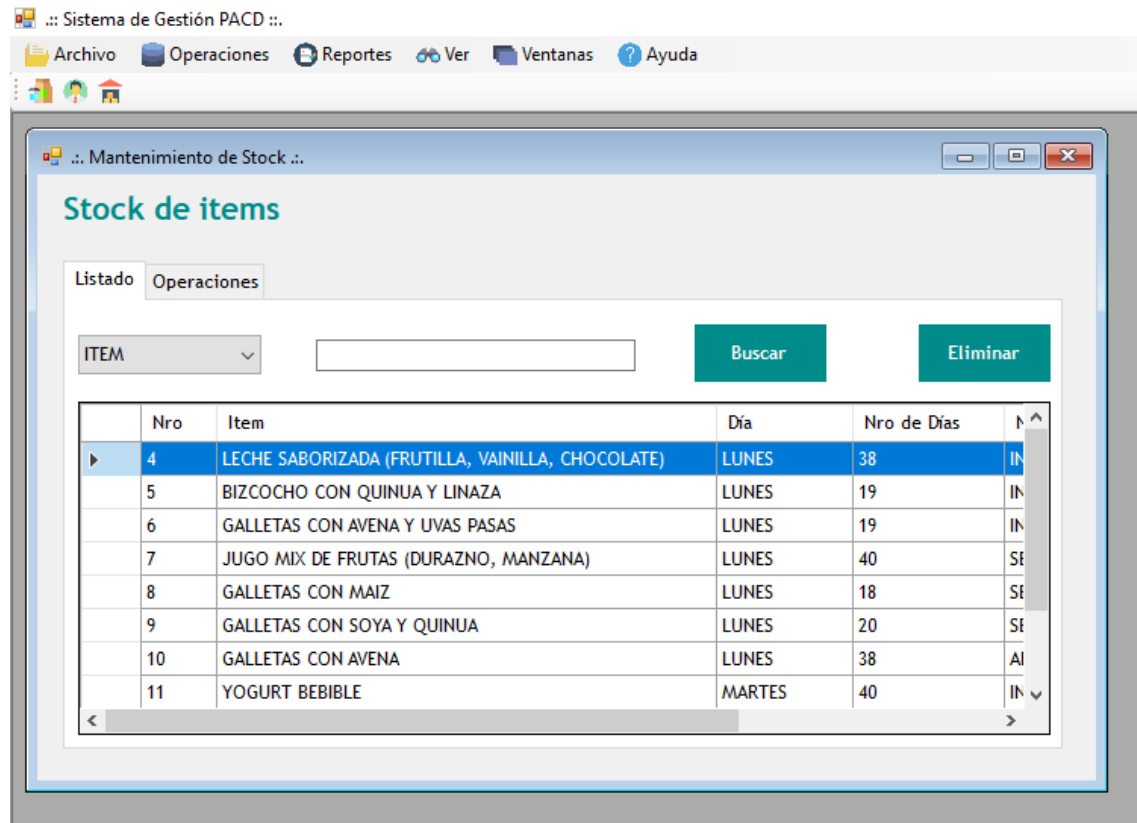 .:: Sistema de Gestión PACD ::.
Archivo Operaciones Reportes Ver Ventanas Ayuda
.:. Mantenimiento de Stock .:.
Stock de items
Listado Operaciones
ITEM Buscar Eliminar
Nro Item Día Nro de Días
4 LECHE SABORIZADA (FRUTILLA, VAINILLA, CHOCOLATE) LUNES 38
5 BIZCOCHO CON QUINUA Y LINAZA LUNES 19
6 GALLETAS CON AVENA Y UVAS PASAS LUNES 19
7 JUGO MIX DE FRUTAS (DURAZNO, MANZANA) LUNES 40
8 GALLETAS CON MAIZ LUNES 18
9 GALLETAS CON SOYA Y QUINUA LUNES 20
10 GALLETAS CON AVENA LUNES 38
11 YOGURT BEBIBLE MARTES 40